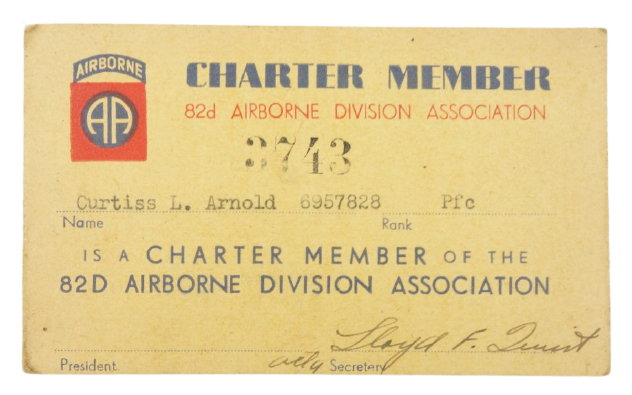 AIRBORNE
AA
CHARTER MEMBER
82d AIRBORNE DIVISION ASSOCIATION
3743
Curtiss L. Arnold 6957828 Pfc
Name Rank
IS A CHARTER MEMBER OF THE
82D AIRBORNE DIVISION ASSOCIATION
Lloyd F.
President Secretary